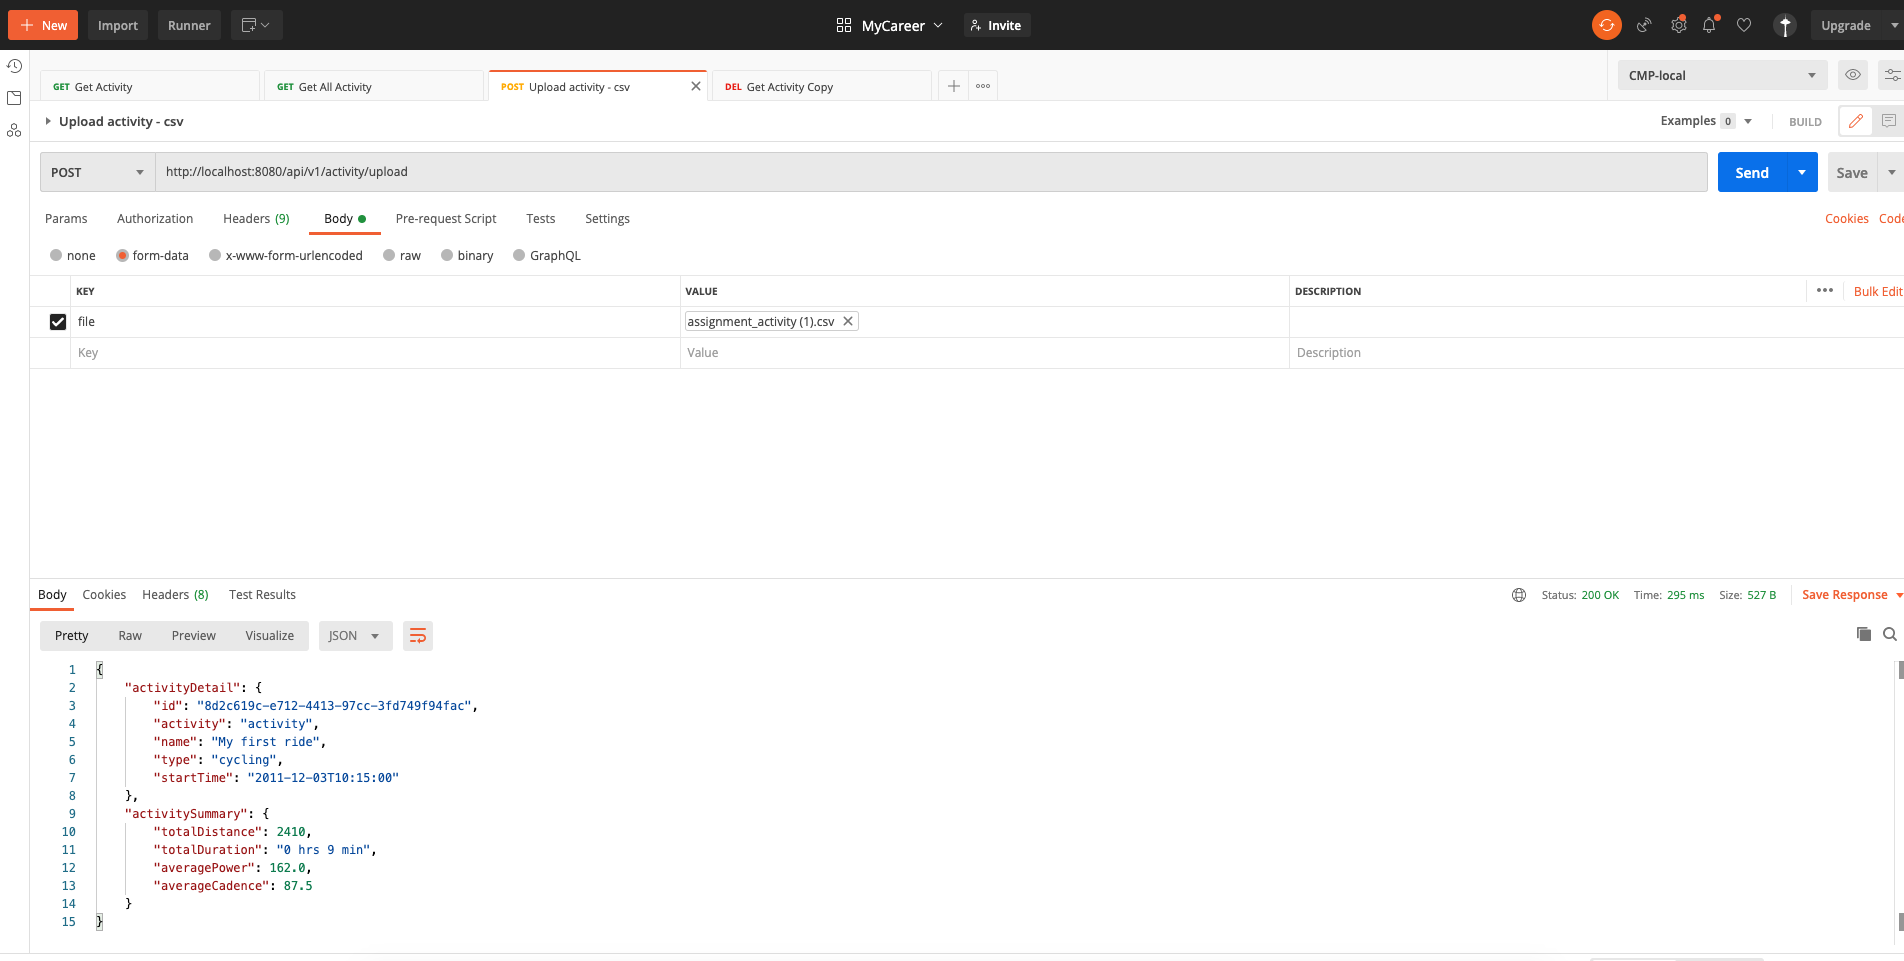 New Import Runner MyCareer Invite Upgrade
GET Get Activity GET Get All Activity POST Upload activity - csv DEL Get Activity Copy CMP-local
Upload activity - csv Examples 0 BUILD
POST http://localhost:8080/api/v1/activity/upload Send Save
Params Authorization Headers (9) Body Pre-request Script Tests Settings Cookies Code
none form-data x-www-form-urlencoded raw binary GraphQL
KEY VALUE DESCRIPTION Bulk Edit
file assignment_activity (1).csv
Key Value Description
Body Cookies Headers (8) Test Results Status: 200 OK Time: 295 ms Size: 527 B Save Response
Pretty Raw Preview Visualize JSON
1 {
2 "activityDetail": {
3 "id": "8d2c619c-e712-4413-97cc-3fd749f94fac",
4 "activity": "activity",
5 "name": "My first ride",
6 "type": "cycling",
7 "startTime": "2011-12-03T10:15:00"
8 },
9 "activitySummary": {
10 "totalDistance": 2410,
11 "totalDuration": "0 hrs 9 min",
12 "averagePower": 162.0,
13 "averageCadence": 87.5
14 }
15 }